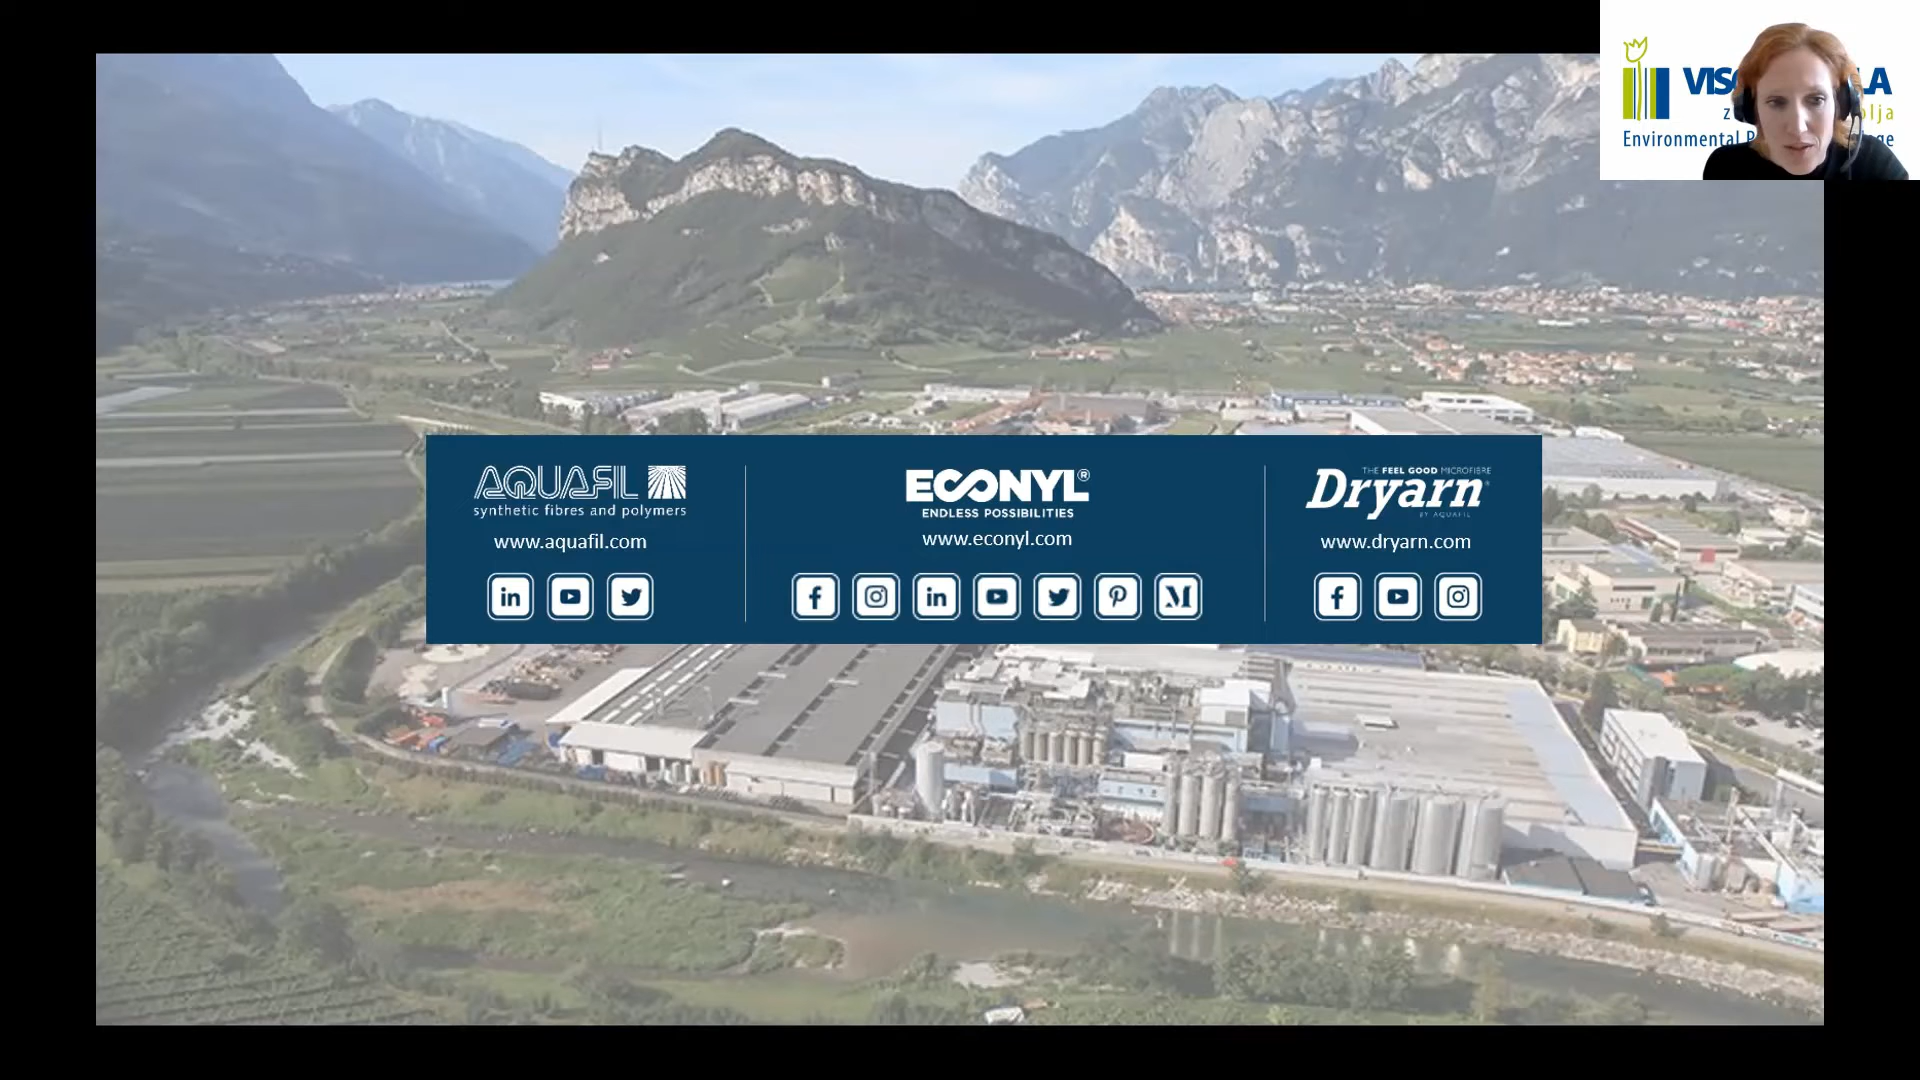 AQUAFIL
synthetic fibres and polymers
www.aquafil.com
ECONYL®
ENDLESS POSSIBILITIES
www.econyl.com
THE FEEL GOOD MICROFIBRE
Dryarn®
BY AQUAFIL
www.dryarn.com
Environmental